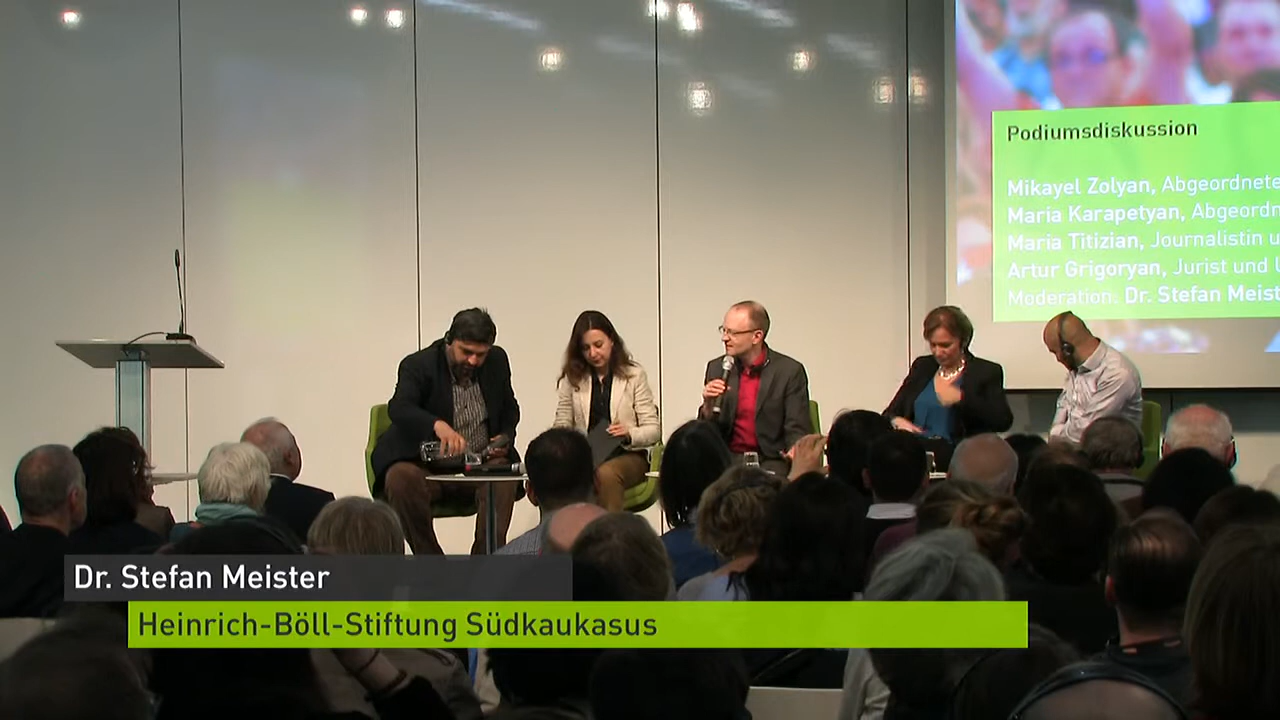 Podiumsdiskussion
Mikayel Zolyan, Abgeordnete
Maria Karapetyan, Abgeordn
Maria Titizian, Journalistin u
Artur Grigoryan, Jurist und
Moderation: Dr. Stefan Meist
Dr. Stefan Meister
Heinrich-Böll-Stiftung Südkaukasus